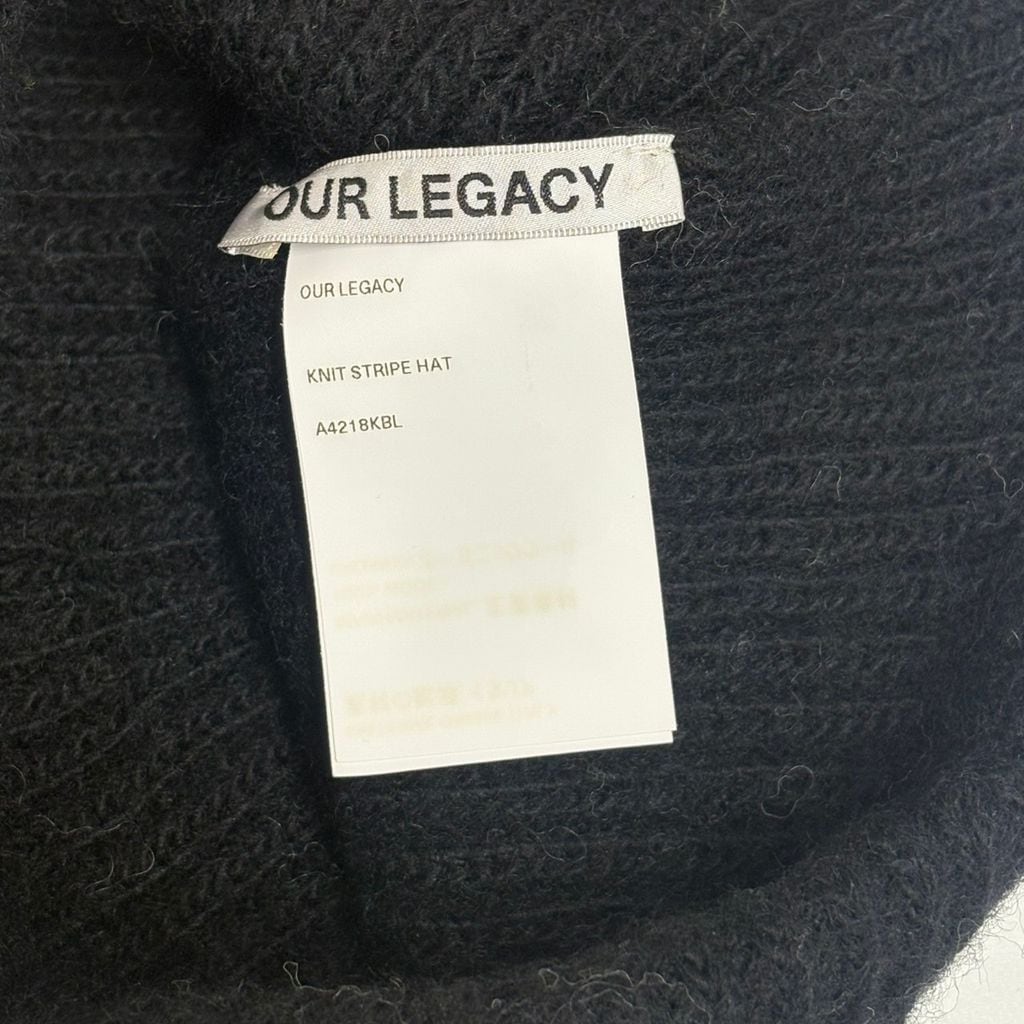 OUR LEGACY
OUR LEGACY
KNIT STRIPE HAT
A4218KBL